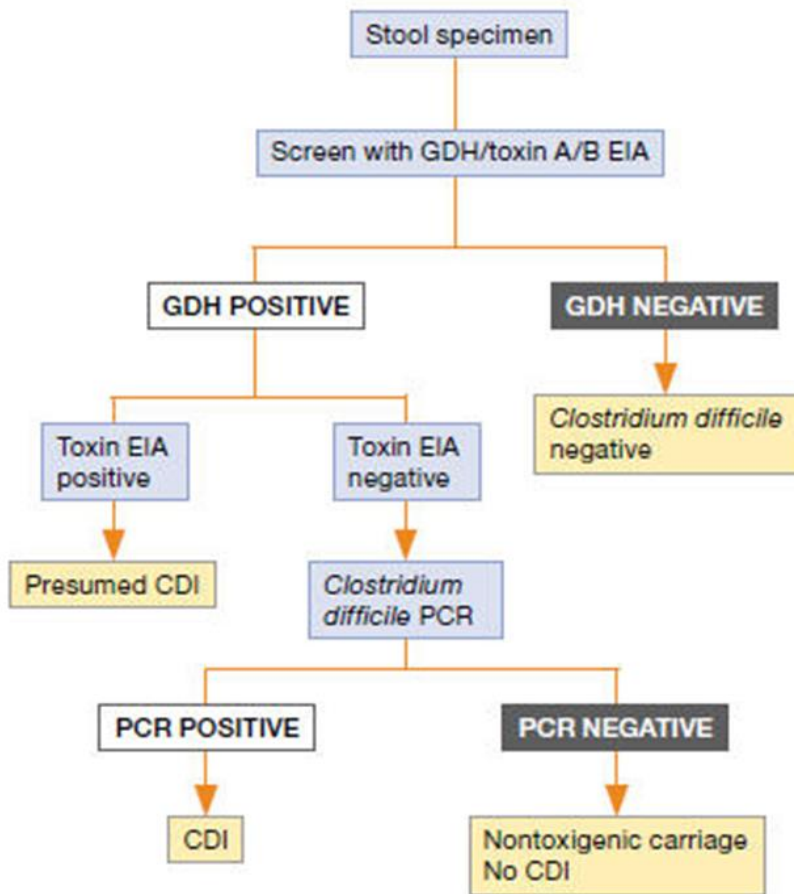 Stool specimen
Screen with GDH/toxin A/B EIA
GDH POSITIVE
GDH NEGATIVE
Toxin EIA
positive
Toxin EIA
negative
Clostridium difficile
negative
Presumed CDI
Clostridium
difficile PCR
PCR POSITIVE
PCR NEGATIVE
CDI
Nontoxigenic carriage
No CDI